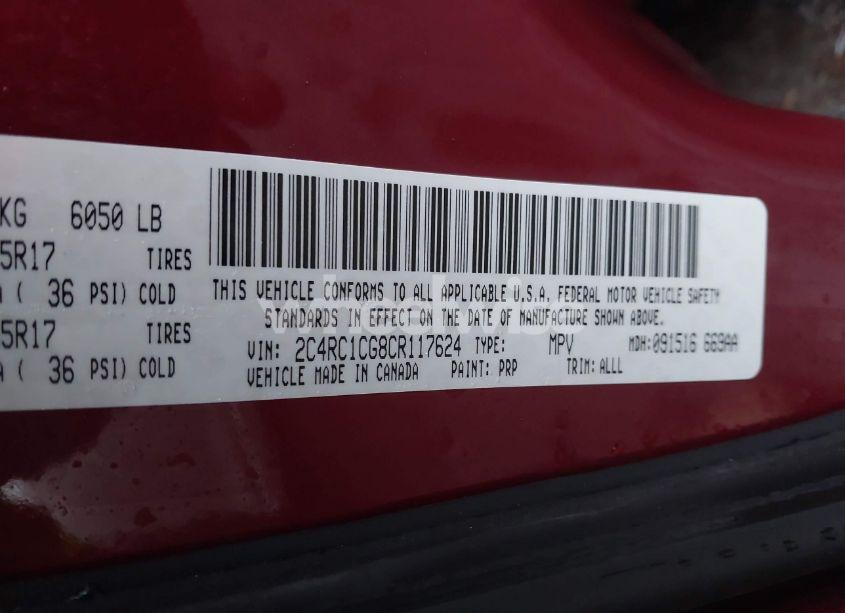 KG 6050 LB
5R17 TIRES
( 36 PSI) COLD
5R17 TIRES
( 36 PSI) COLD
THIS VEHICLE CONFORMS TO ALL APPLICABLE U.S.A. FEDERAL MOTOR VEHICLE SAFETY
STANDARDS IN EFFECT ON THE DATE OF MANUFACTURE SHOWN ABOVE.
VIN: 2C4RC1CG8CR117624 TYPE: MPV MDH: 091516 669AA
VEHICLE MADE IN CANADA PAINT: PRP TRIM: ALLL